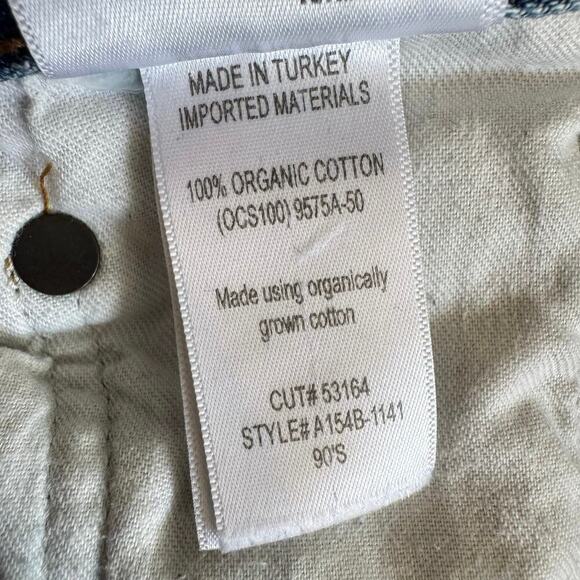 MADE IN TURKEY
IMPORTED MATERIALS
100% ORGANIC COTTON
(OCS100) 9575A-50
Made using organically
grown cotton
CUT# 53164
STYLE# A154B-1141
90'S